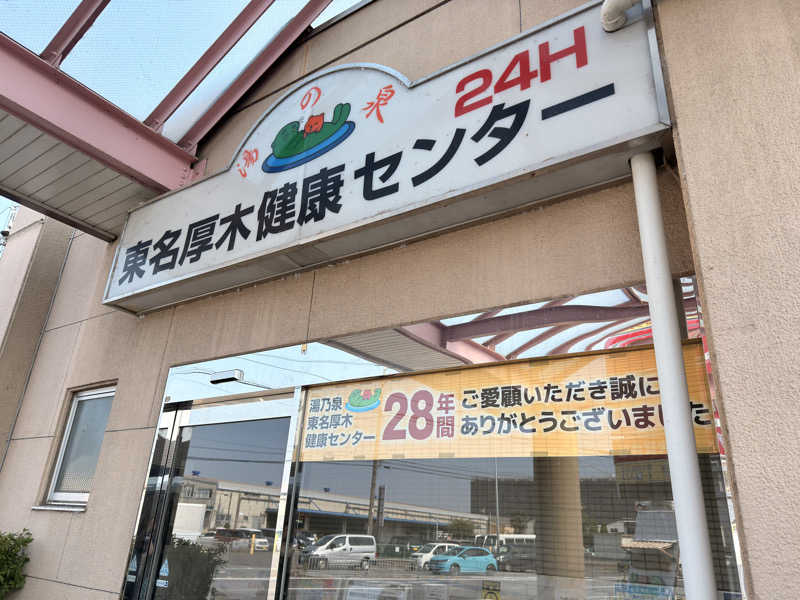 湯の泉
24H
東名厚木健康センター
湯乃泉
東名厚木
健康センター
28年間
ご愛顧いただき誠に
ありがとうございました